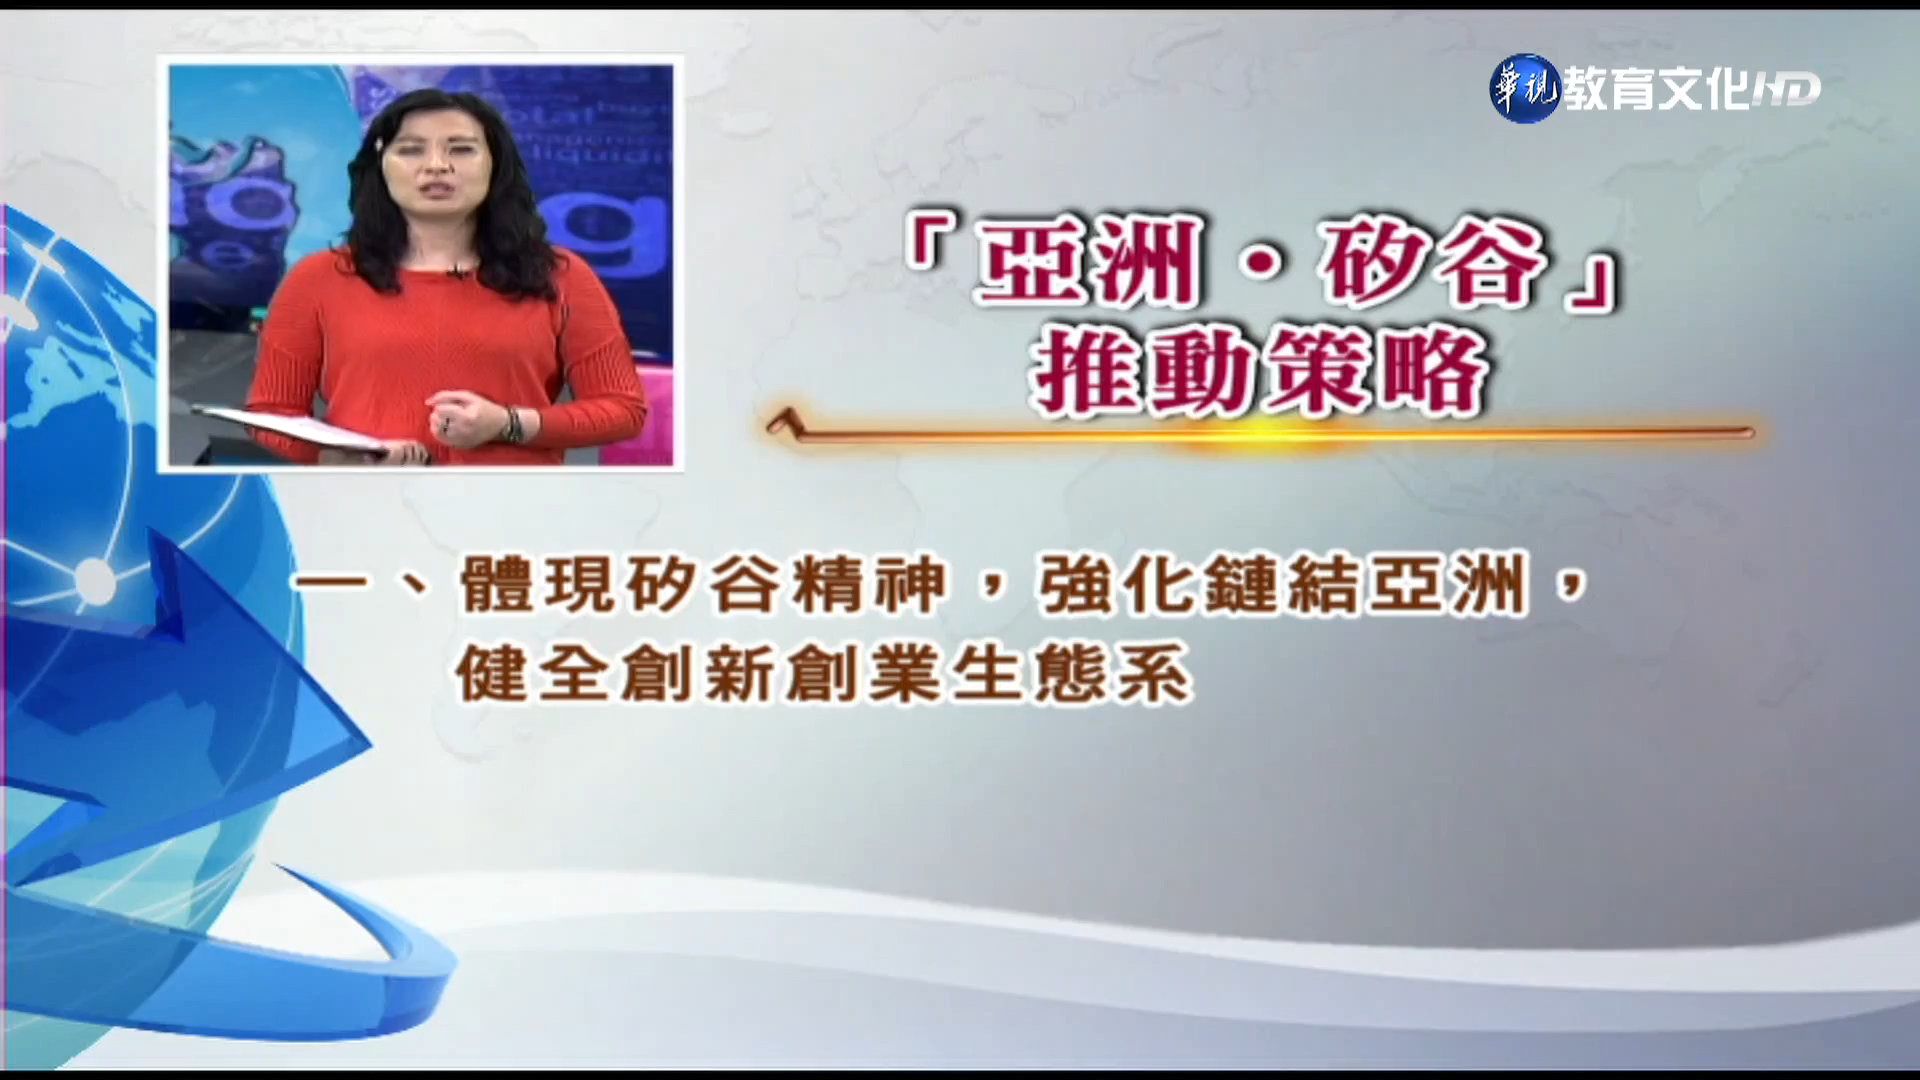 華視 教育文化HD
total
liquidi
g
「亞洲・矽谷」
推動策略
一、體現矽谷精神，強化鏈結亞洲，
健全創新創業生態系